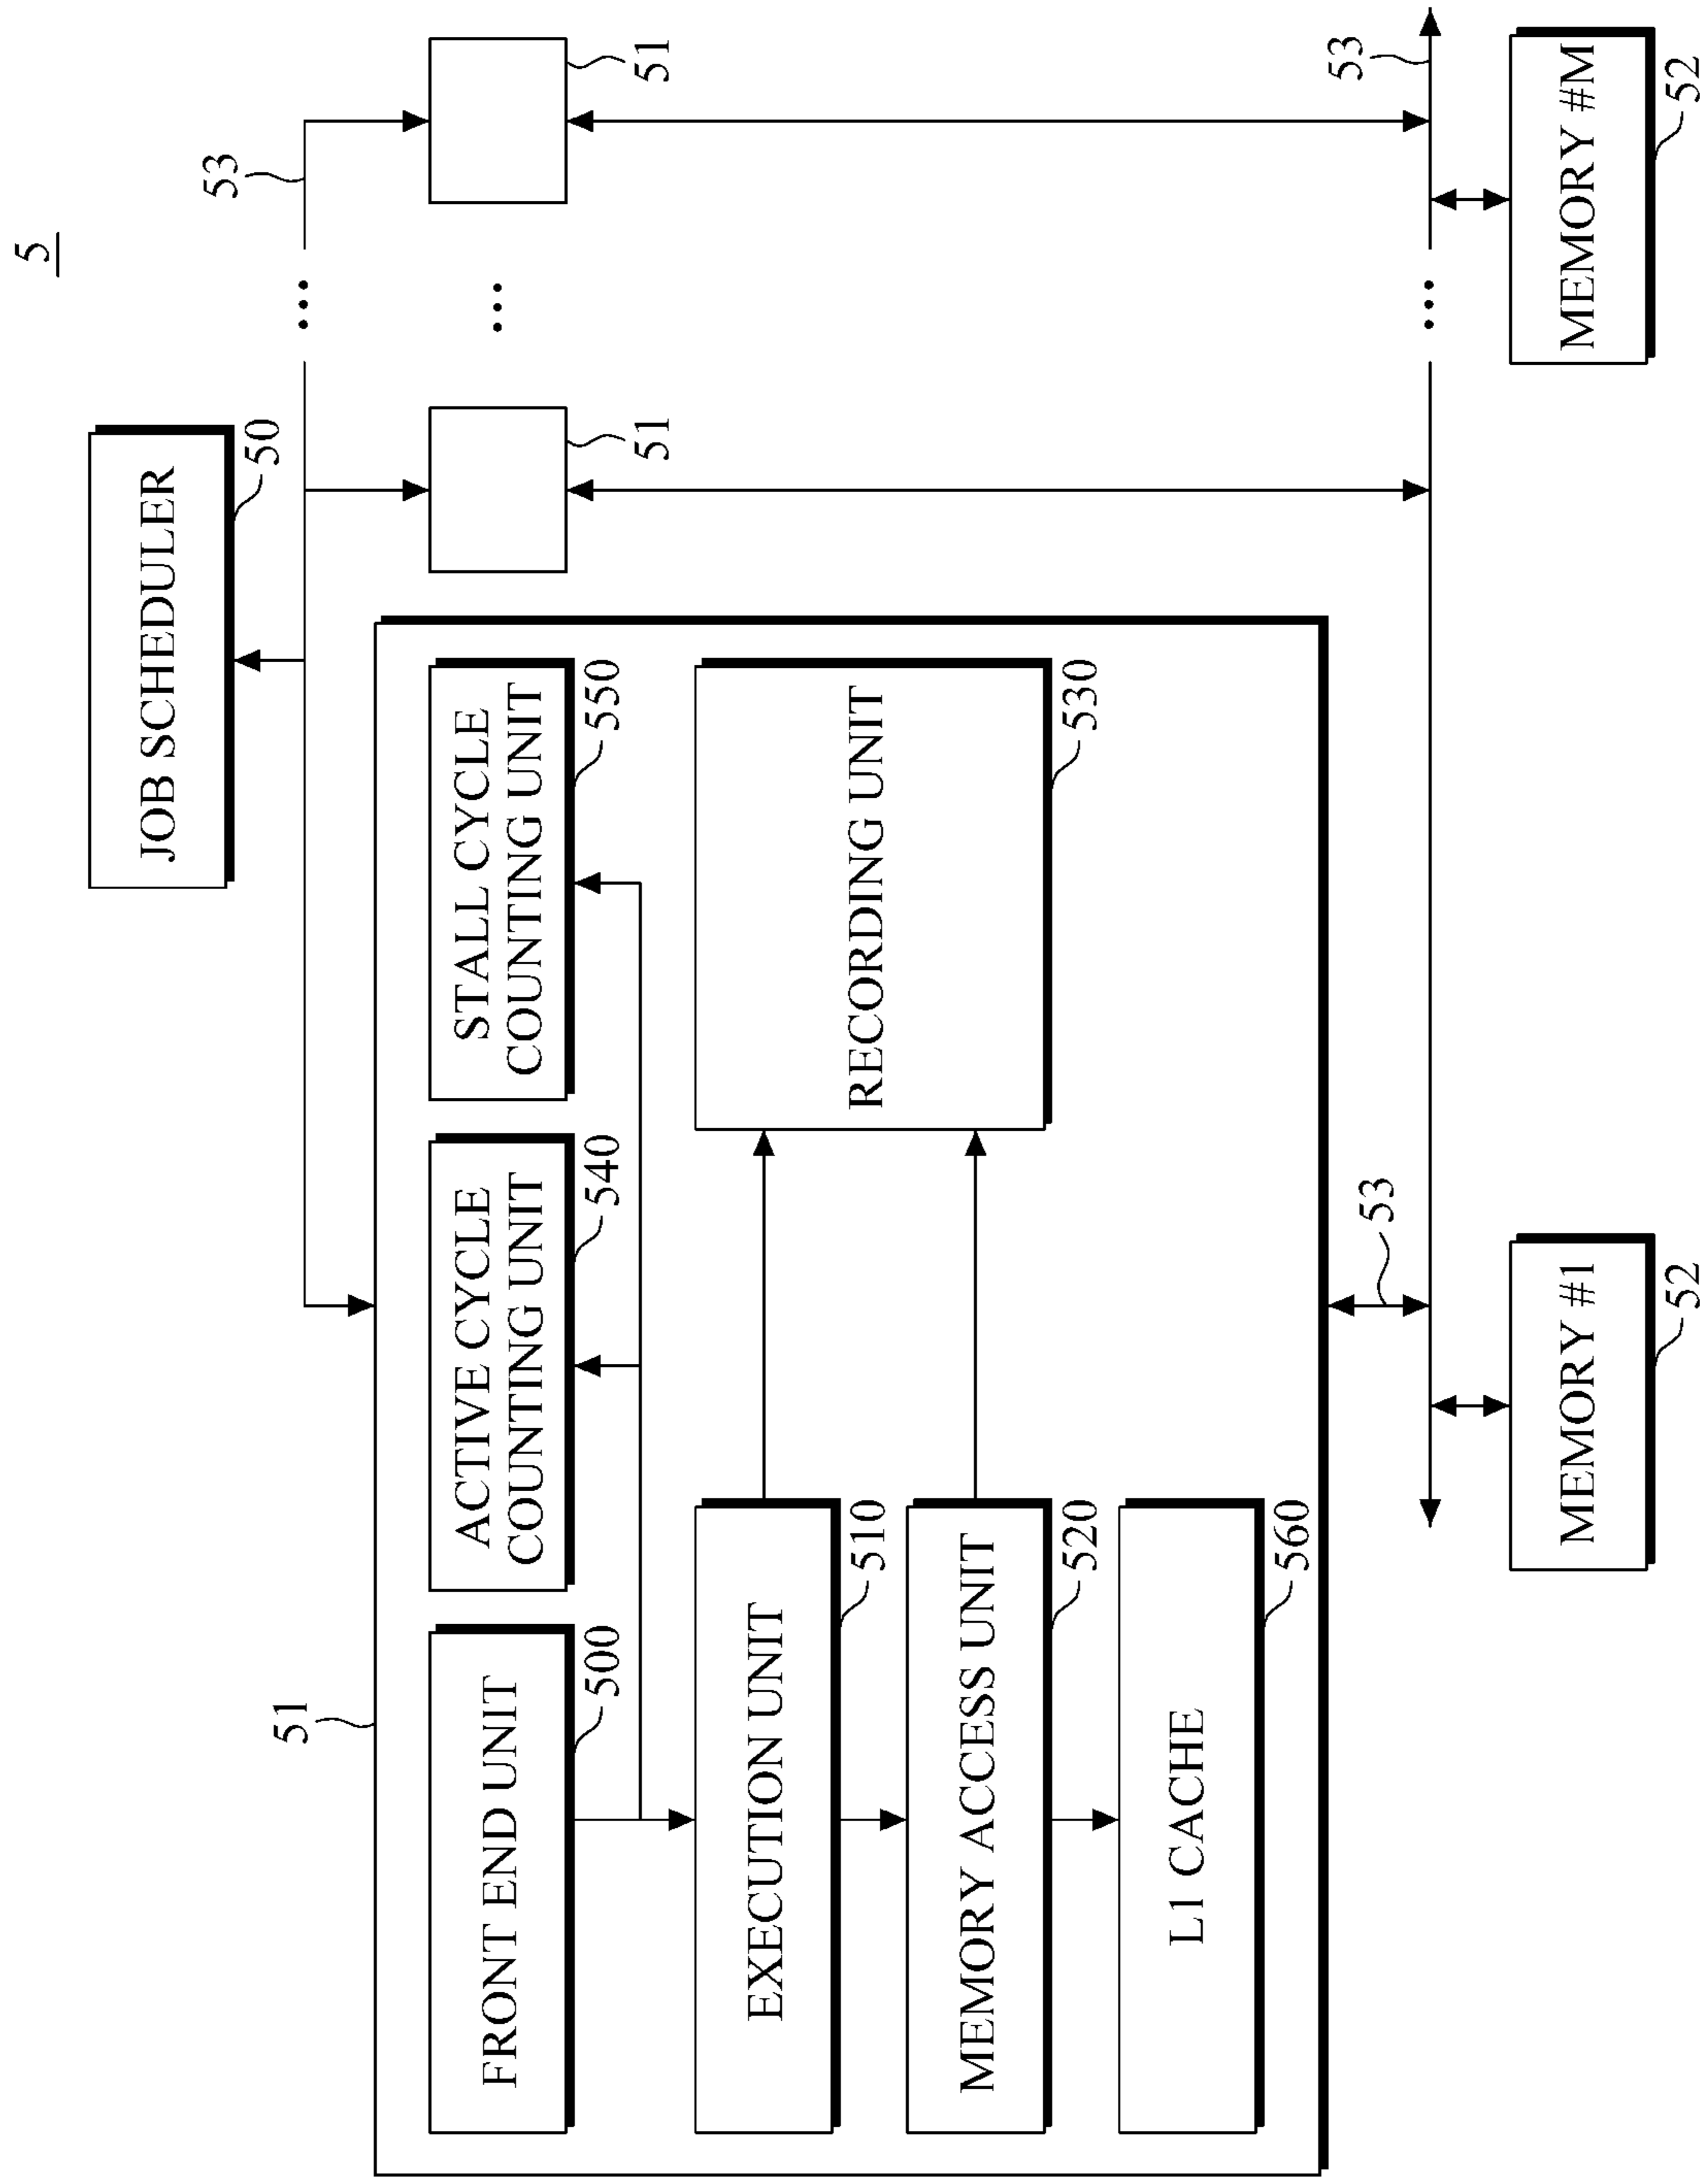 5
JOB SCHEDULER
50
53
51
51
51
FRONT END UNIT
500
ACTIVE CYCLE
COUNTING UNIT
540
STALL CYCLE
COUNTING UNIT
550
EXECUTION UNIT
510
RECORDING UNIT
530
MEMORY ACCESS UNIT
520
L1 CACHE
560
53
53
MEMORY #1
52
MEMORY #M
52